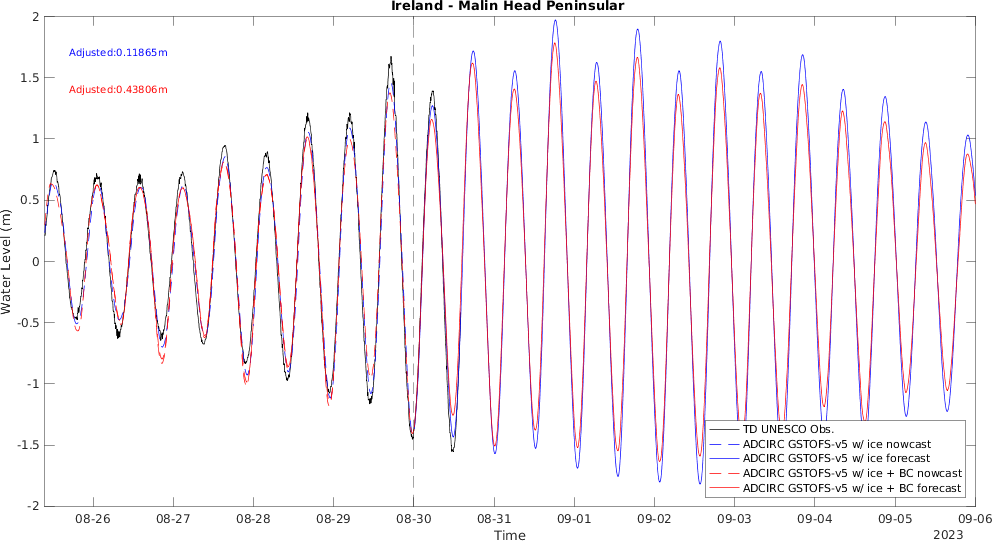 Ireland - Malin Head Peninsular
Adjusted:0.11865m
Adjusted:0.43806m
Water Level (m)
2
1.5
1
0.5
0
-0.5
-1
-1.5
-2
TD UNESCO Obs.
ADCIRC GSTOFS-v5 w/ ice nowcast
ADCIRC GSTOFS-v5 w/ ice forecast
ADCIRC GSTOFS-v5 w/ ice + BC nowcast
ADCIRC GSTOFS-v5 w/ ice + BC forecast
08-26 08-27 08-28 08-29 08-30 08-31 09-01 09-02 09-03 09-04 09-05 09-06
Time
2023